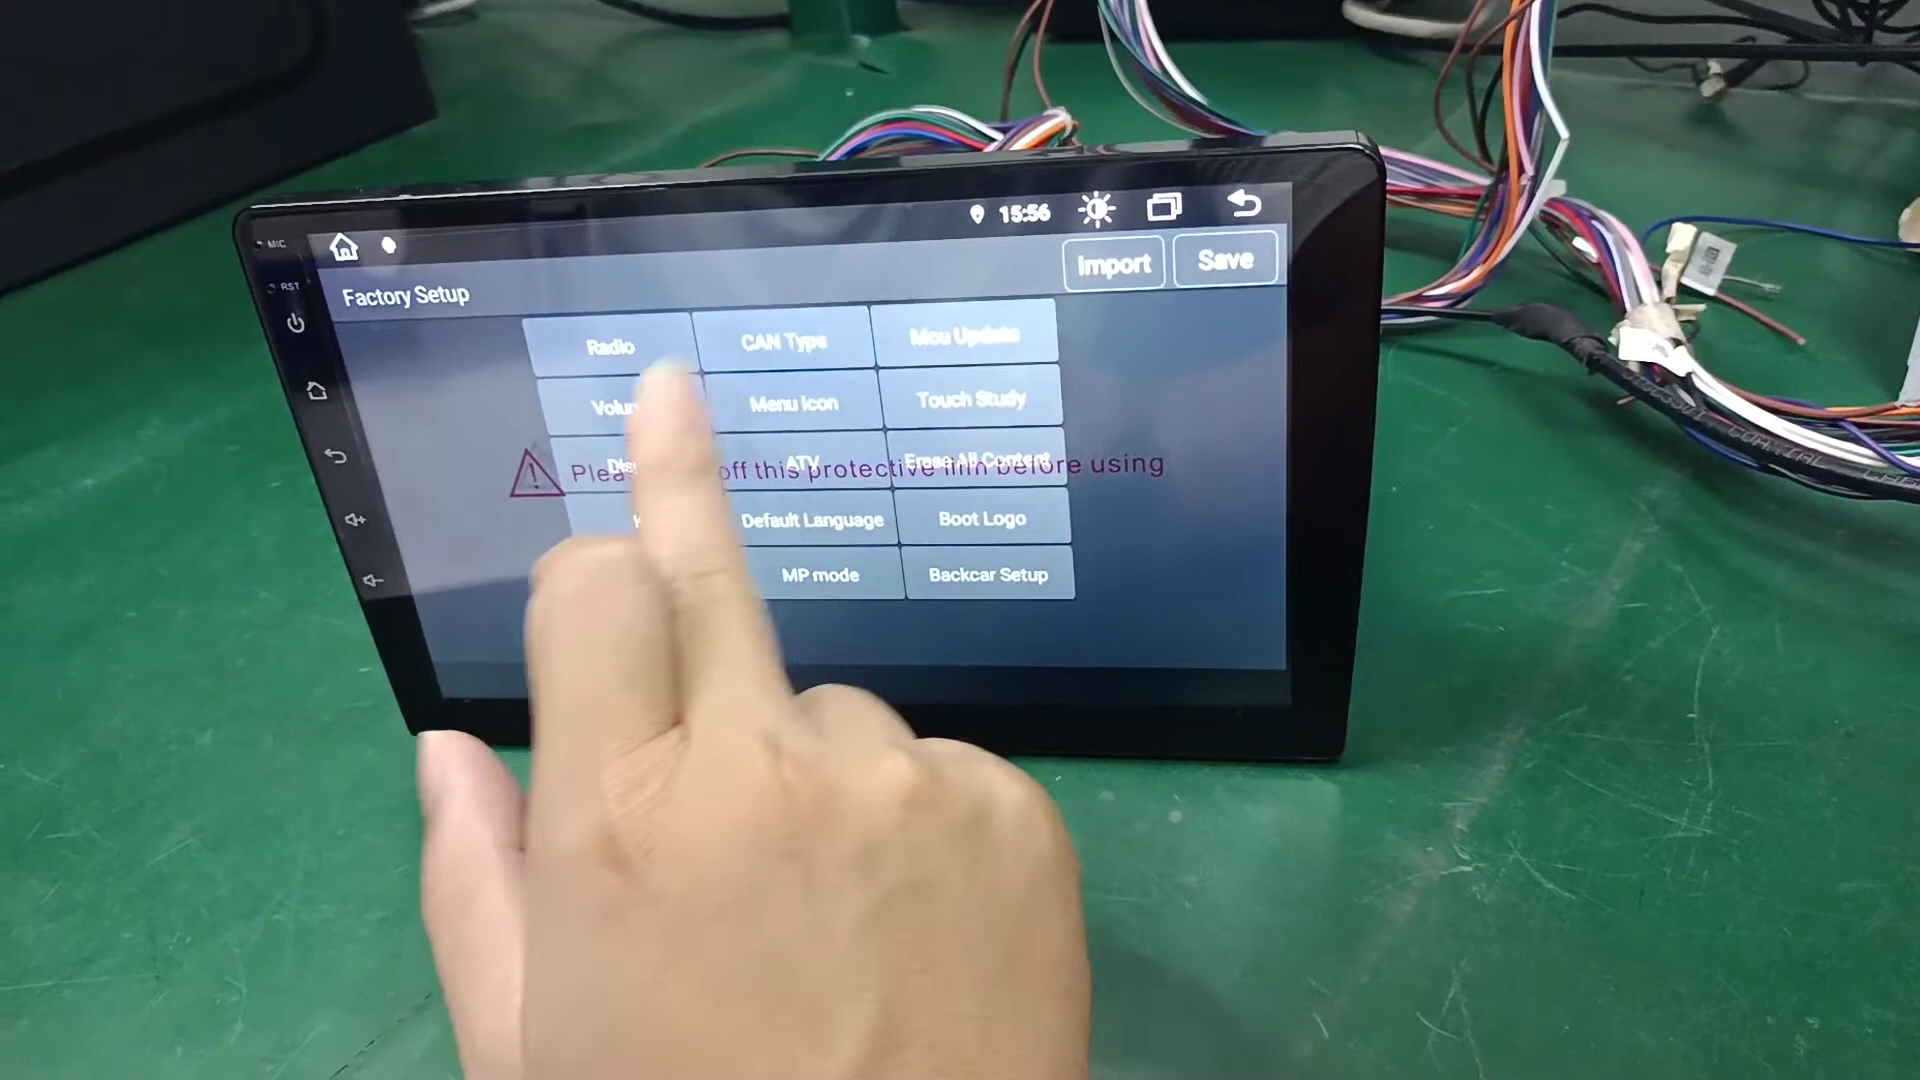 MIC
15:56
RST
Import
Save
Factory Setup
Radio
CAN Type
Mcu Update
Menu Icon
Touch Study
ATV
Erase All Content
off this protective film before using
Default Language
Boot Logo
MP mode
Backcar Setup